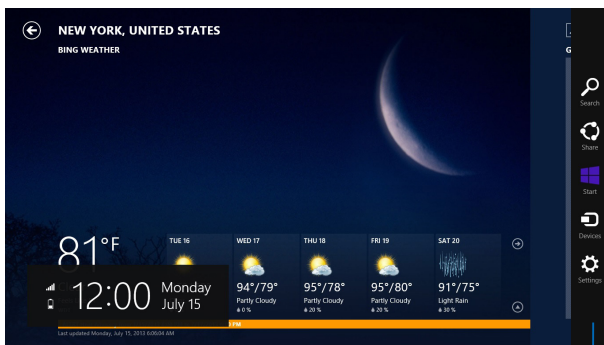 NEW YORK, UNITED STATES
BING WEATHER
G
Search
Share
Start
Devices
Settings
81°F
TUE 16
WED 17
94°/79°
Partly Cloudy
0 %
THU 18
95°/78°
Partly Cloudy
20 %
FRI 19
95°/80°
Partly Cloudy
20 %
SAT 20
91°/75°
Light Rain
30 %
12:00
Monday
July 15
PM
Last updated Monday, July 15, 2013 6:06:04 AM